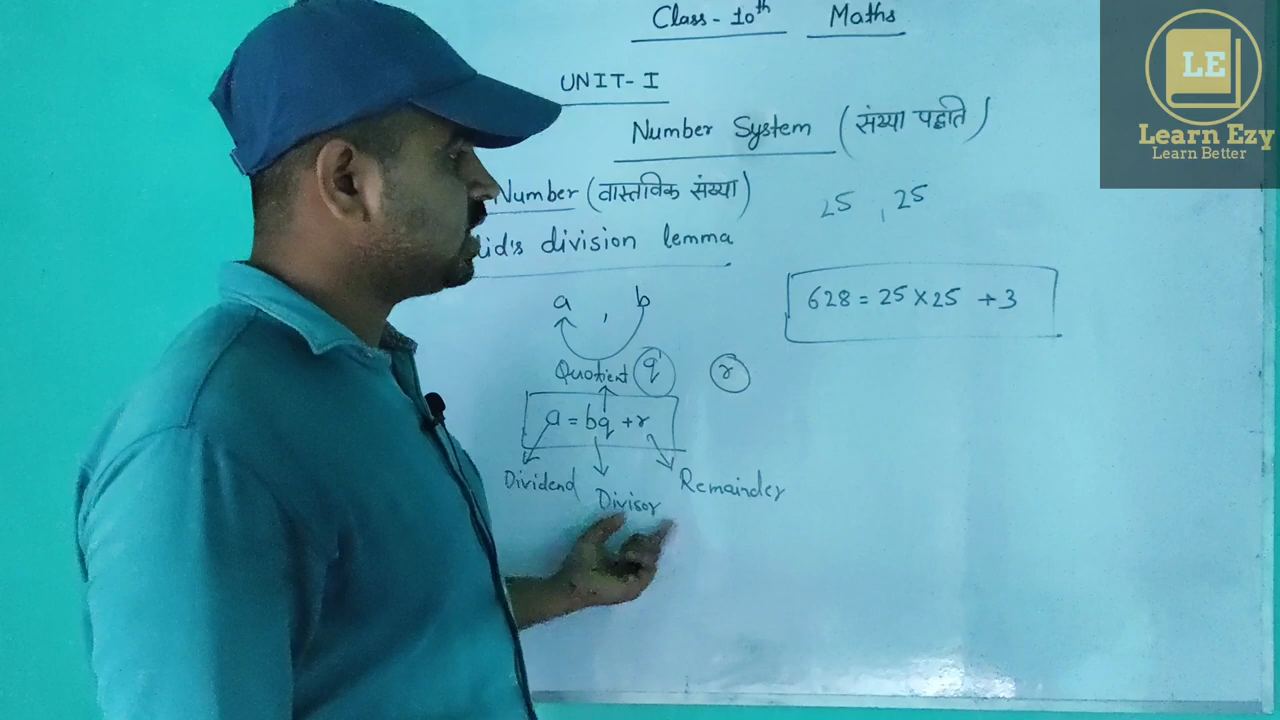 Class - 10th Maths
UNIT - I
Number System (संख्या पद्धति)
Number (वास्तविक संख्या)
25 , 25
division lemma
a , b
628 = 25 × 25 + 3
Quotient q r
a = bq + r
Dividend
Divisor
Remainder
LE
Learn Ezy
Learn Better